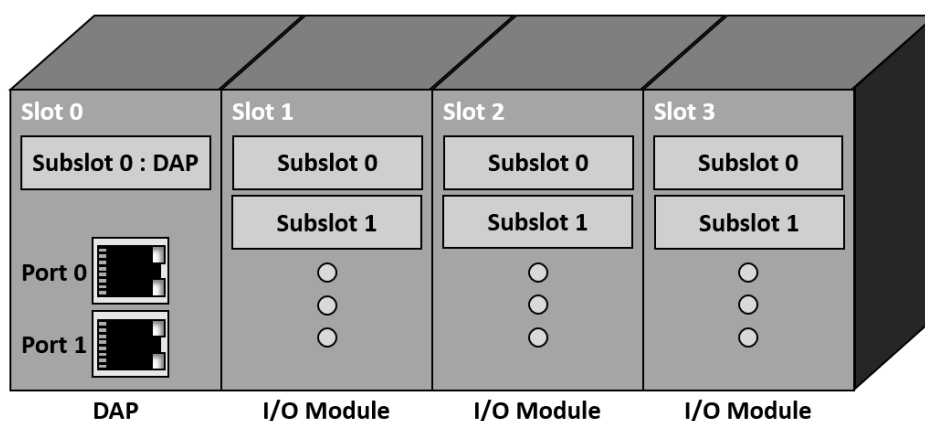 Slot 0
Subslot 0 : DAP
Port 0
Port 1
DAP
Slot 1
Subslot 0
Subslot 1
I/O Module
Slot 2
Subslot 0
Subslot 1
I/O Module
Slot 3
Subslot 0
Subslot 1
I/O Module